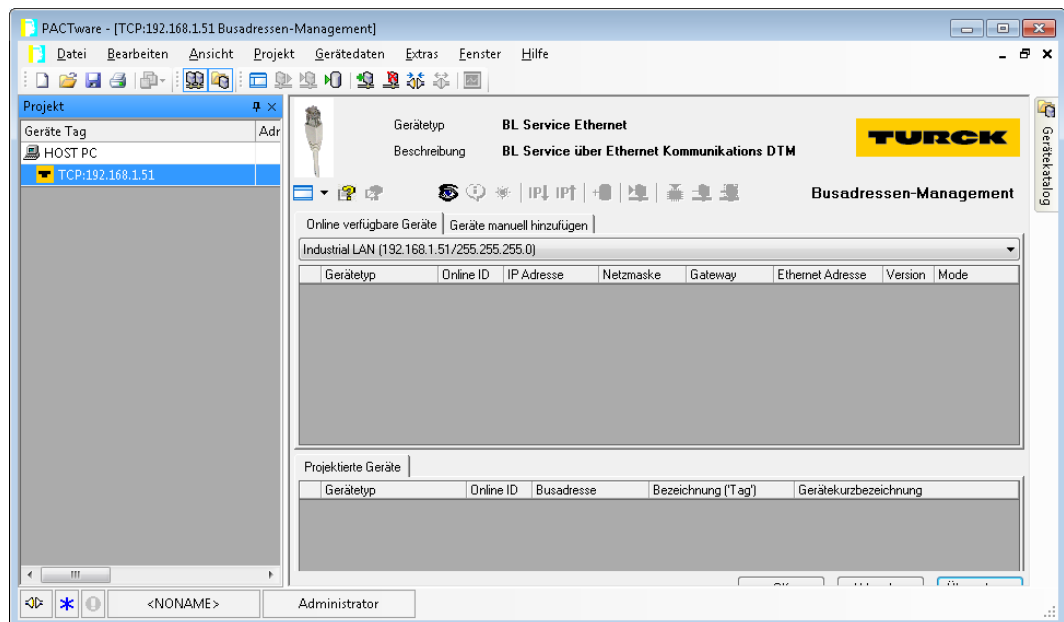 PACTware - [TCP:192.168.1.51 Busadressen-Management]
Datei Bearbeiten Ansicht Projekt Gerätedaten Extras Fenster Hilfe
Projekt
Geräte Tag Adr
HOST PC
TCP:192.168.1.51
Gerätetyp BL Service Ethernet
Beschreibung BL Service über Ethernet Kommunikations DTM
TURCK
IP IP
Busadressen-Management
Online verfügbare Geräte Geräte manuell hinzufügen
Industrial LAN (192.168.1.51/255.255.255.0)
Gerätetyp Online ID IP Adresse Netzmaske Gateway Ethernet Adresse Version Mode
Projektierte Geräte
Gerätetyp Online ID Busadresse Bezeichnung ('Tag') Gerätekurzbezeichnung
<NONAME> Administrator
Gerätekatalog